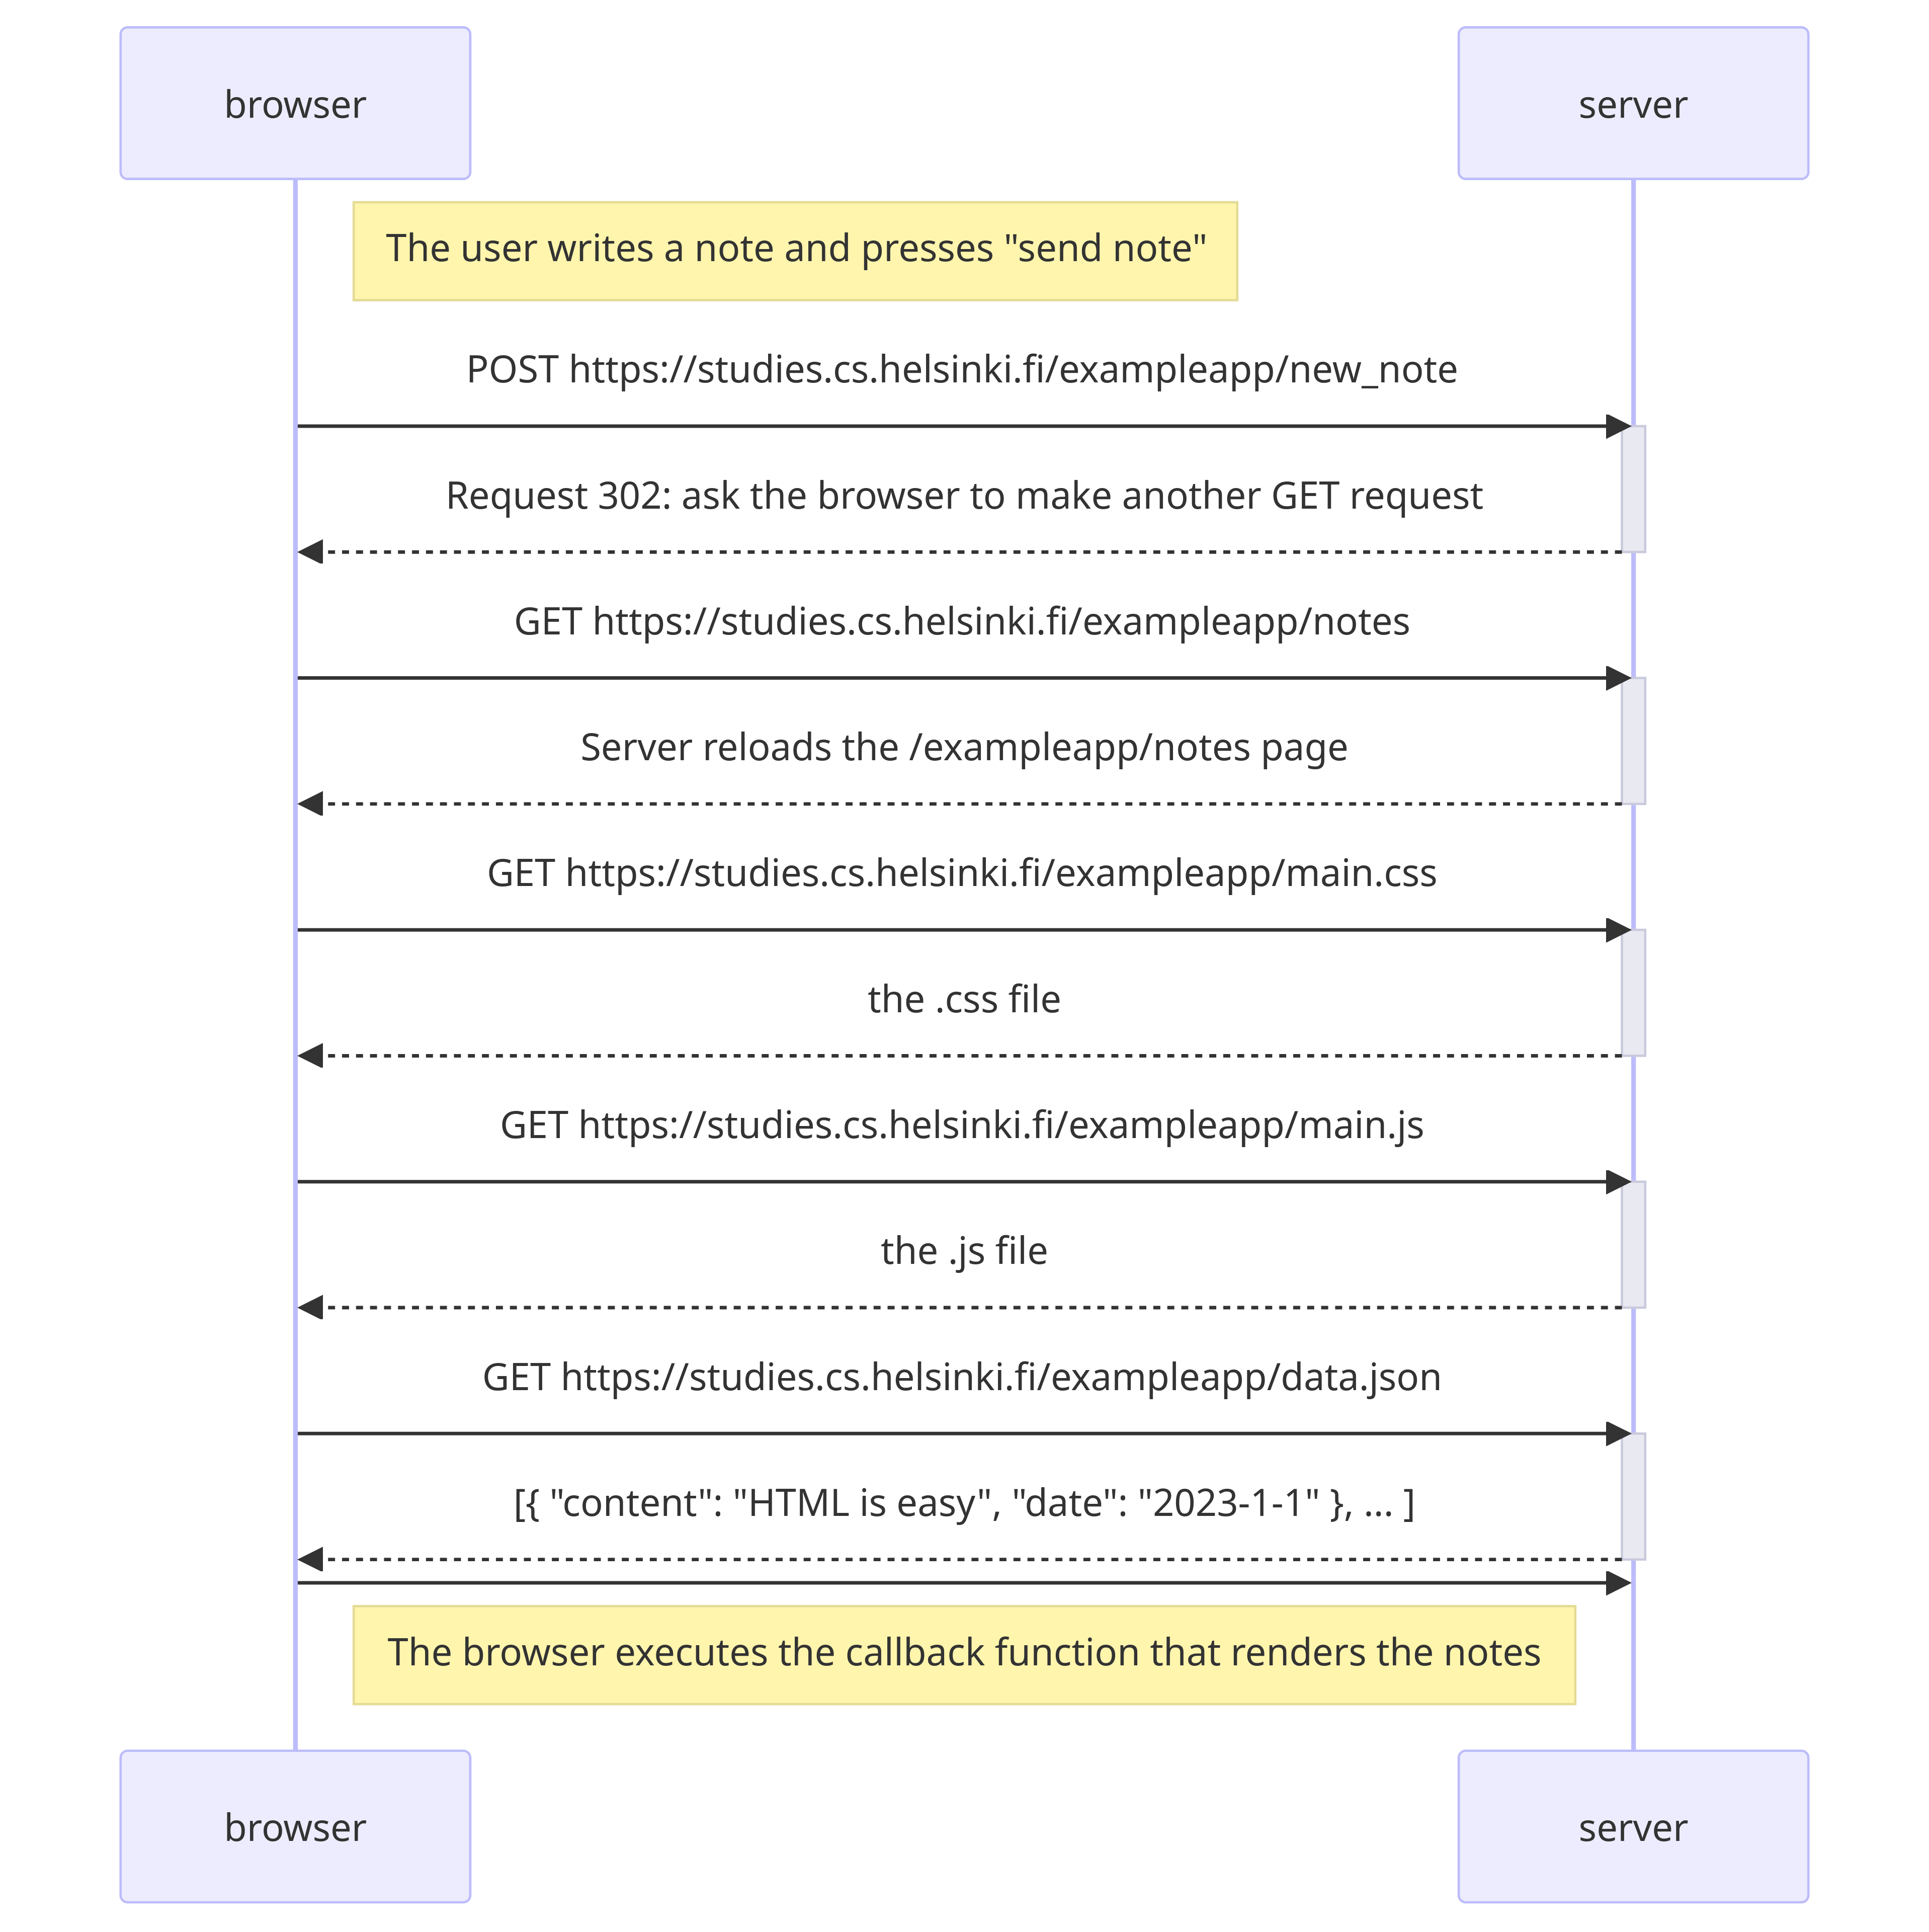 browser
server
The user writes a note and presses "send note"
POST https://studies.cs.helsinki.fi/exampleapp/new_note
Request 302: ask the browser to make another GET request
GET https://studies.cs.helsinki.fi/exampleapp/notes
Server reloads the /exampleapp/notes page
GET https://studies.cs.helsinki.fi/exampleapp/main.css
the .css file
GET https://studies.cs.helsinki.fi/exampleapp/main.js
the .js file
GET https://studies.cs.helsinki.fi/exampleapp/data.json
[{ "content": "HTML is easy", "date": "2023-1-1" }, ... ]
The browser executes the callback function that renders the notes
browser
server